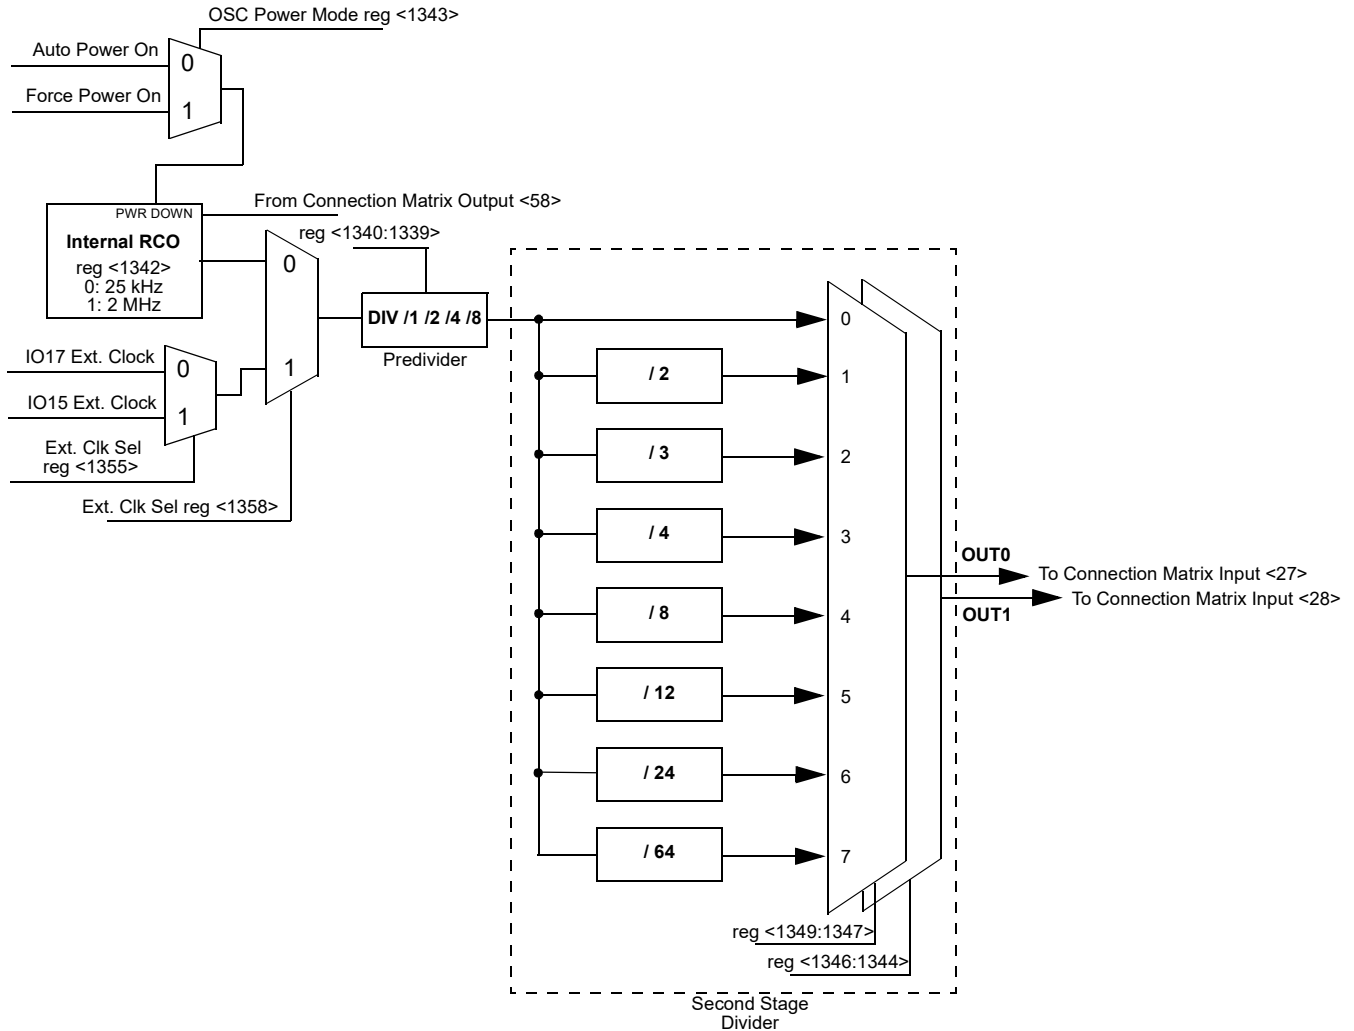 OSC Power Mode reg <1343>
Auto Power On
0
Force Power On
1
PWR DOWN
From Connection Matrix Output <58>
Internal RCO
reg <1342>
0: 25 kHz
1: 2 MHz
reg <1340:1339>
0
1
DIV /1 /2 /4 /8
Predivider
IO17 Ext. Clock
0
IO15 Ext. Clock
1
Ext. Clk Sel
reg <1355>
Ext. Clk Sel reg <1358>
0
/ 2
1
/ 3
2
/ 4
3
/ 8
4
/ 12
5
/ 24
6
/ 64
7
OUT0
To Connection Matrix Input <27>
To Connection Matrix Input <28>
OUT1
reg <1349:1347>
reg <1346:1344>
Second Stage
Divider